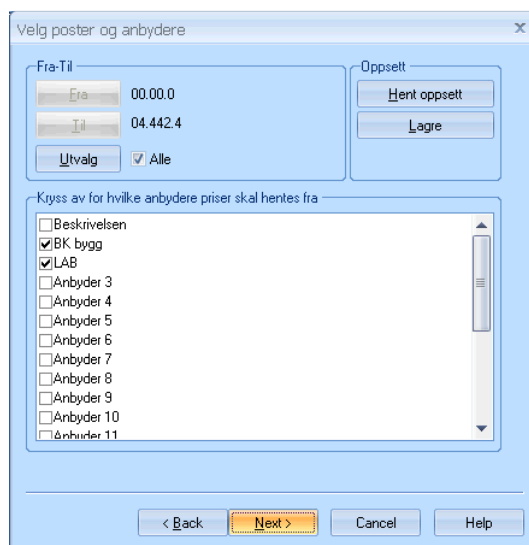 Velg poster og anbydere
Fra-Til
Fra 00.00.0
Til 04.442.4
Utvalg Alle
Oppsett
Hent oppsett
Lagre
Kryss av for hvilke anbydere priser skal hentes fra
Beskrivelsen
BK bygg
LAB
Anbyder 3
Anbyder 4
Anbyder 5
Anbyder 6
Anbyder 7
Anbyder 8
Anbyder 9
Anbyder 10
Anbyder 11
< Back Next > Cancel Help